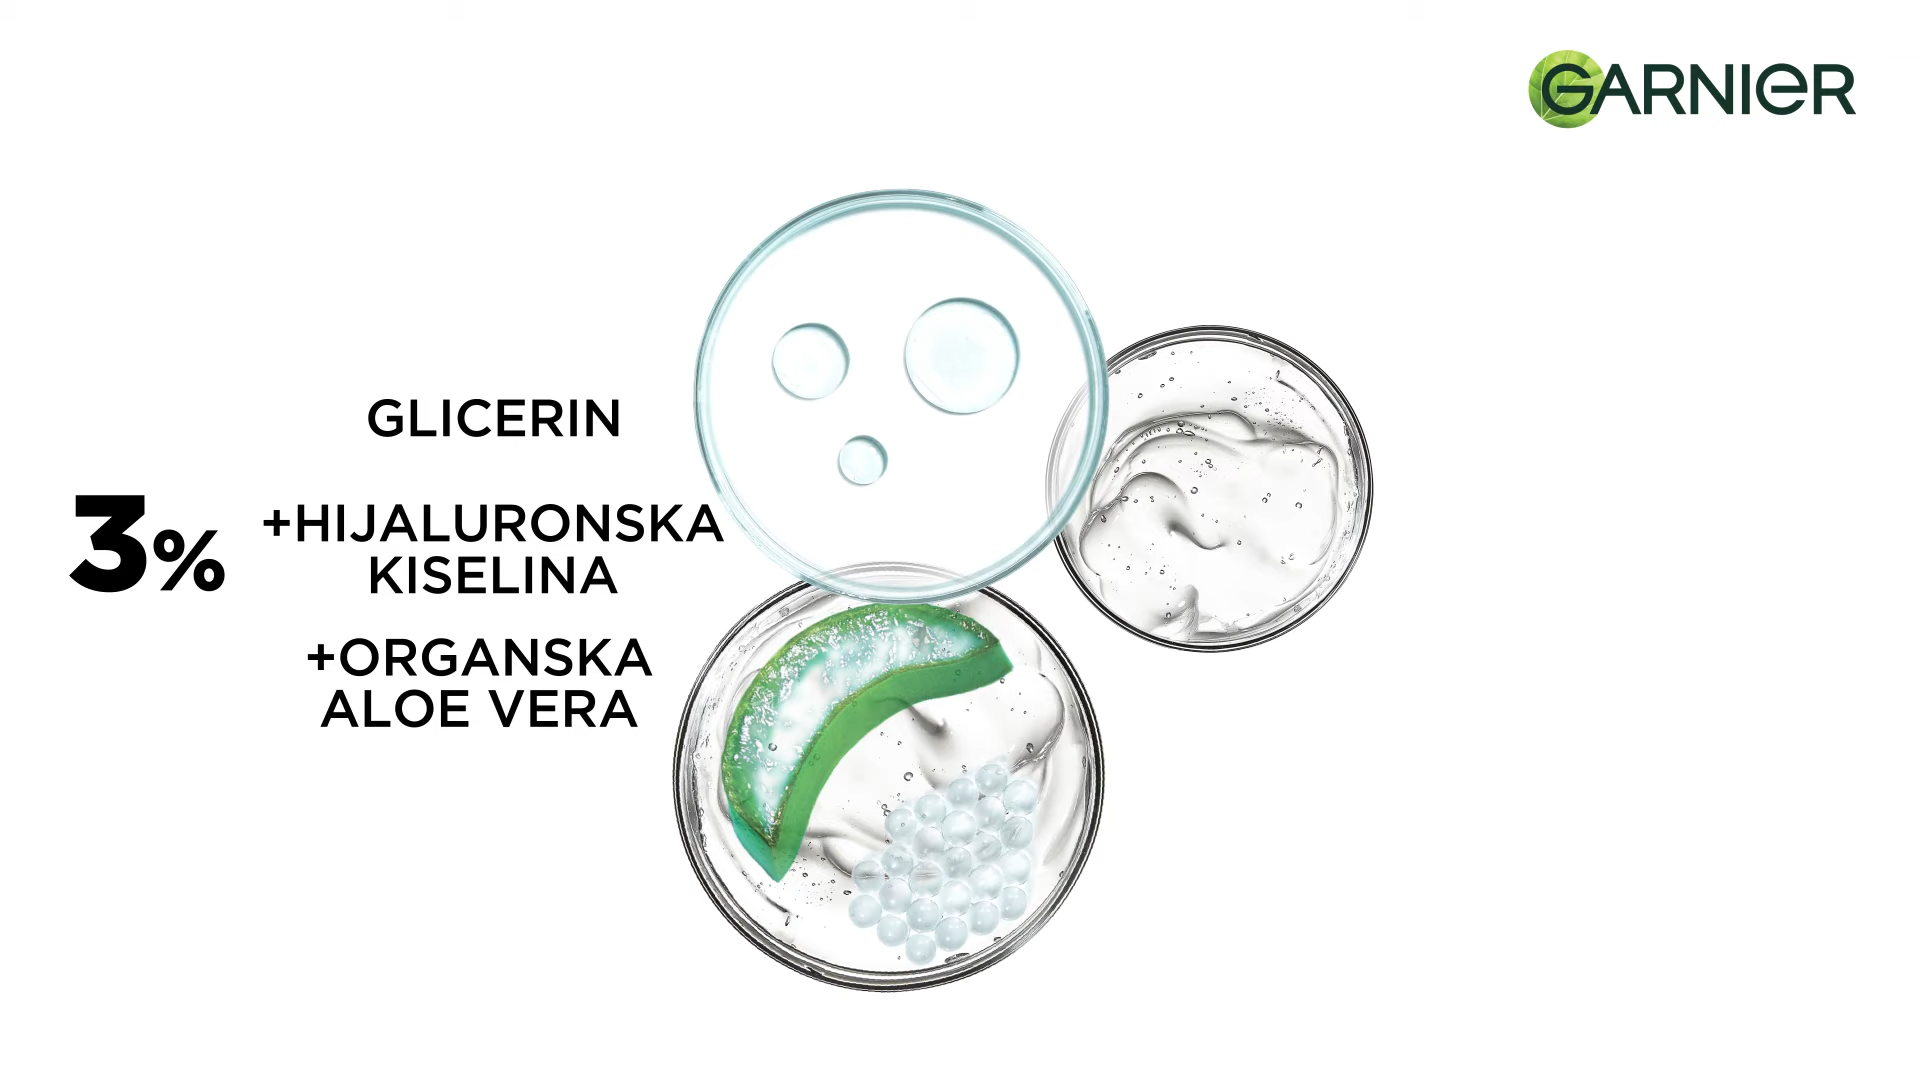 GARNIER
GLICERIN
3%
+HIJALURONSKA
KISELINA
+ORGANSKA
ALOE VERA